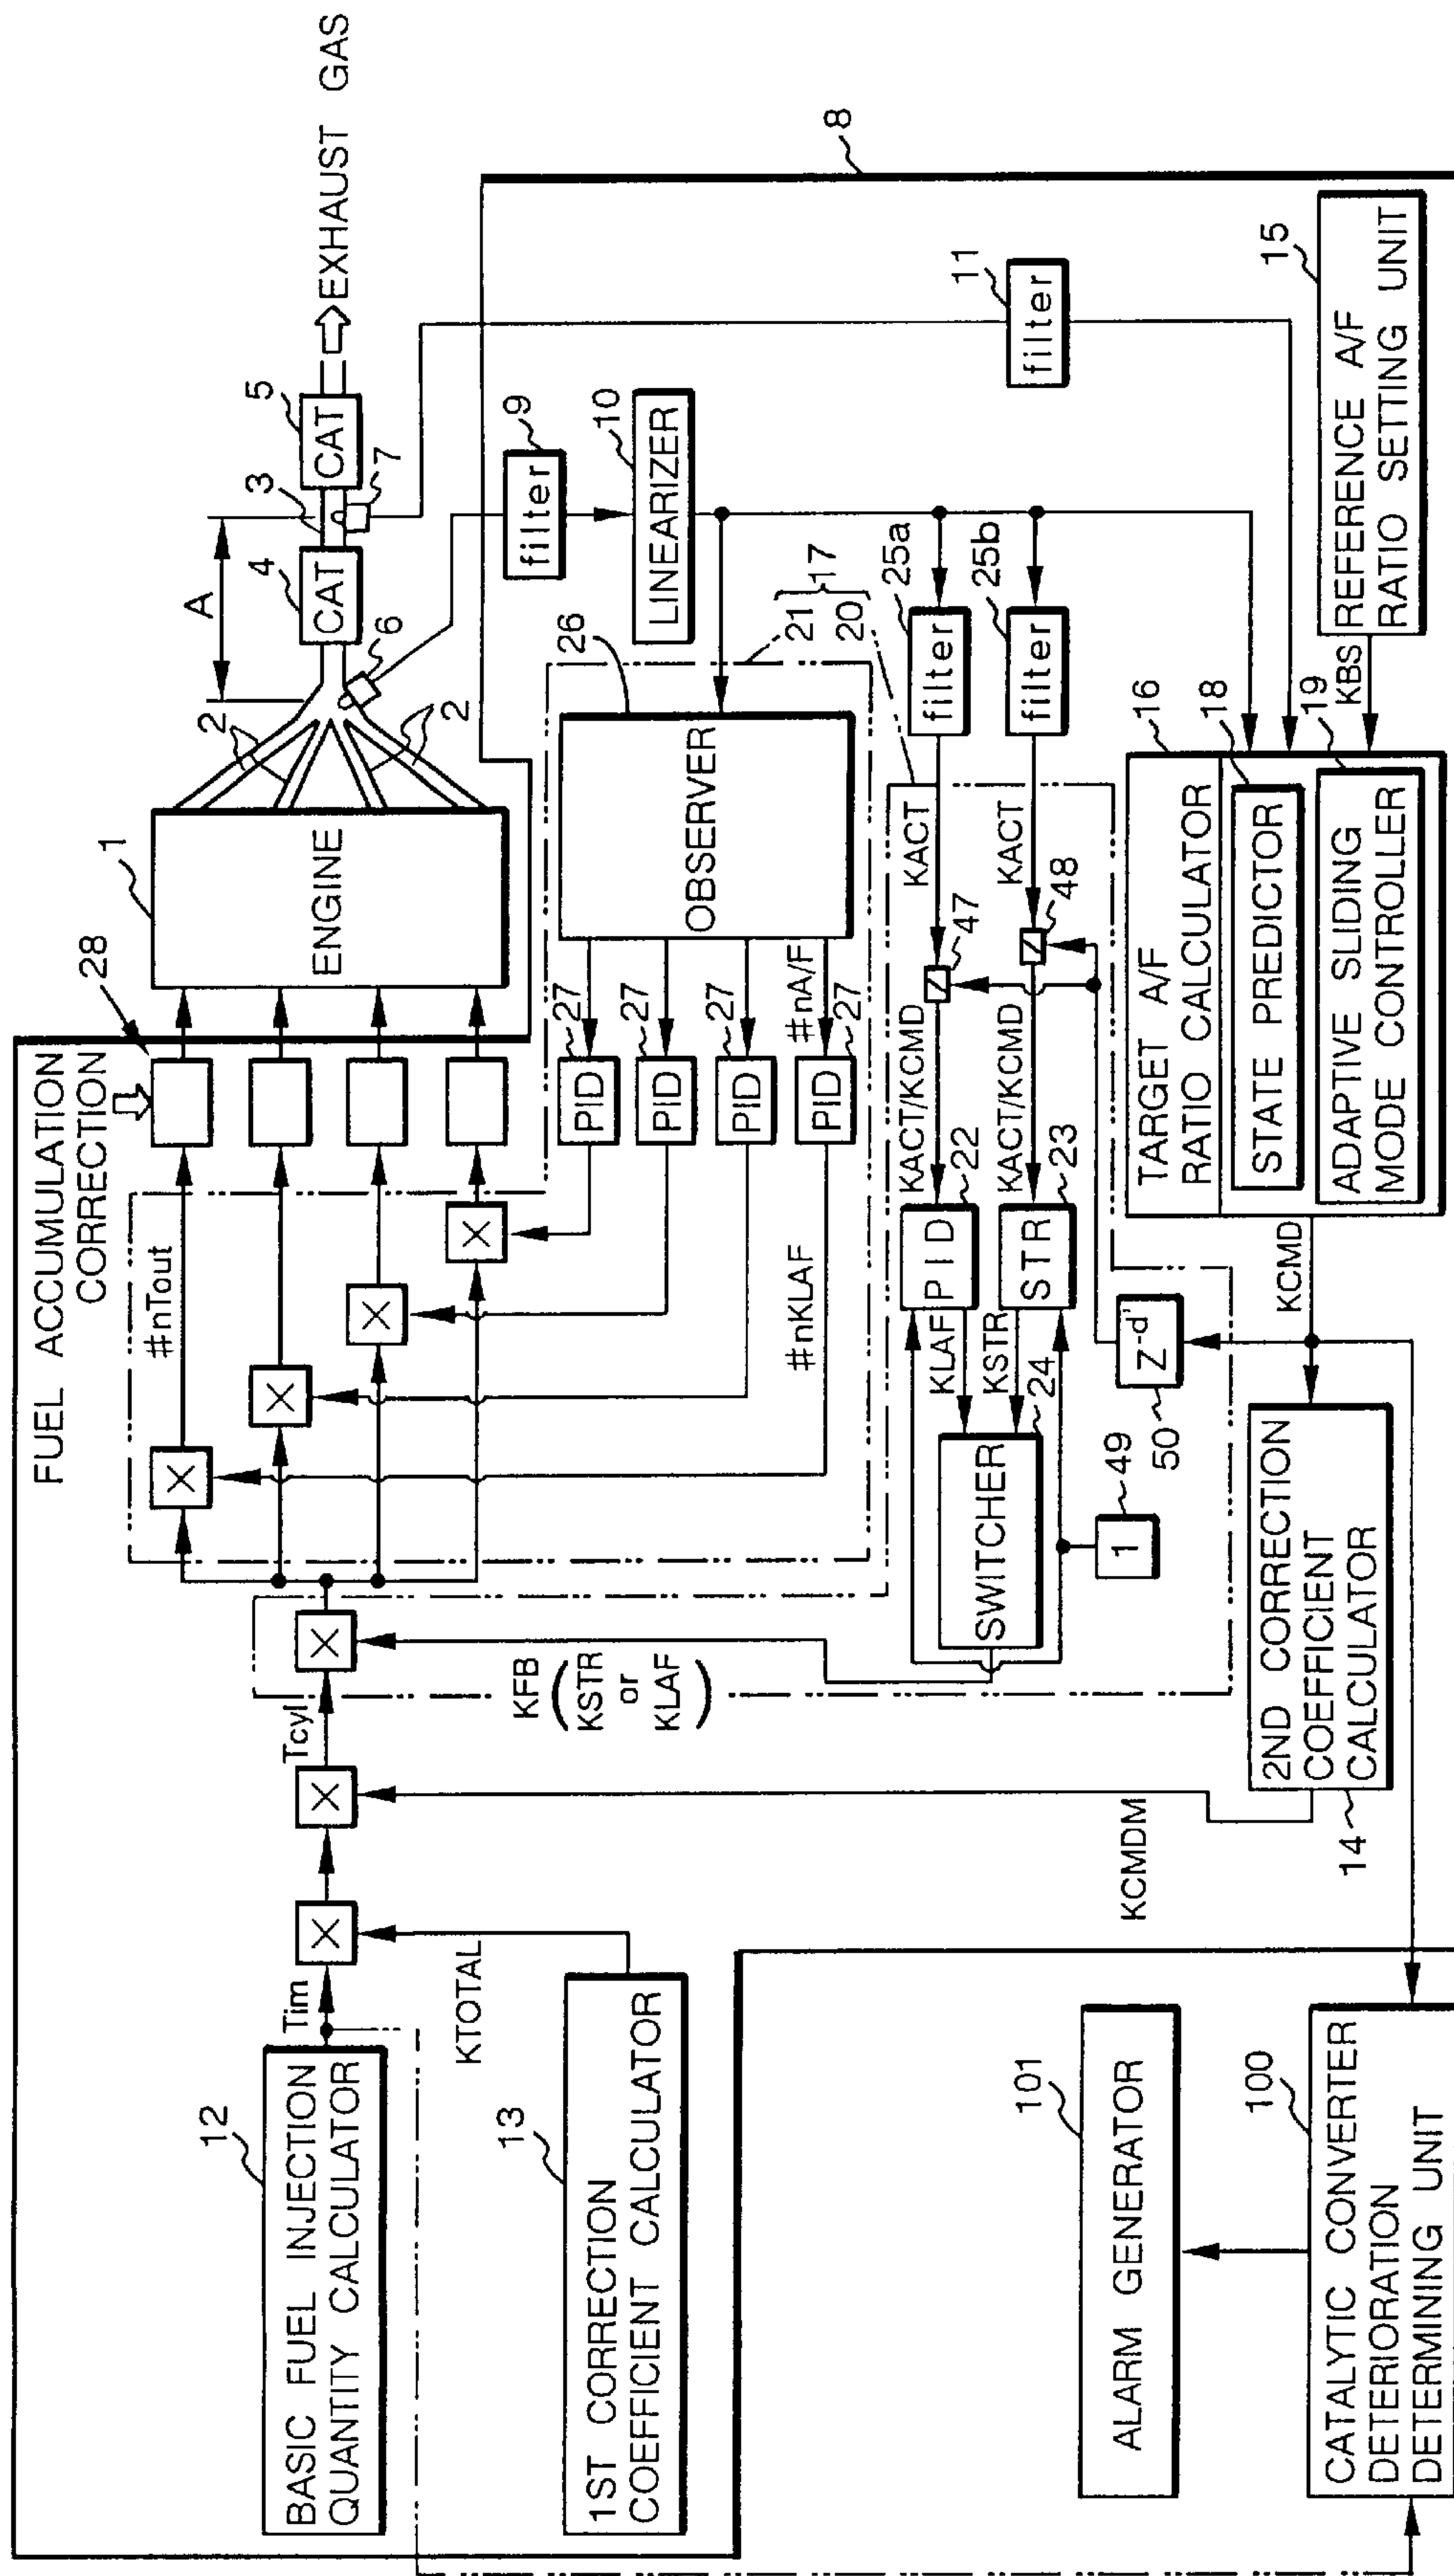 FUEL ACCUMULATION
CORRECTION
28
1
ENGINE
2
2
A
4
CAT
3
5
CAT
6
7
EXHAUST GAS
8
12
BASIC FUEL INJECTION
QUANTITY CALCULATOR
Tim
×
×
Tcyl
×
×
×
×
×
#nTout
KTOTAL
13
1ST CORRECTION
COEFFICIENT CALCULATOR
KFB
KSTR
or
KLAF
KCMDM
#nKLAF
PID
27
PID
27
PID
27
PID
27
#nA/F
26
OBSERVER
9
filter
10
LINEARIZER
11
filter
21
20
17
25a
filter
25b
filter
KACT
KACT
47
48
KACT/KCMD
KACT/KCMD
22
PID
23
STR
KLAF
KSTR
24
SWITCHER
1
49
Z-d'
50
KCMD
16
TARGET A/F
RATIO CALCULATOR
18
STATE PREDICTOR
19
ADAPTIVE SLIDING
MODE CONTROLLER
KBS
15
REFERENCE A/F
RATIO SETTING UNIT
2ND CORRECTION
COEFFICIENT
CALCULATOR
14
101
ALARM GENERATOR
100
CATALYTIC CONVERTER
DETERIORATION
DETERMINING UNIT